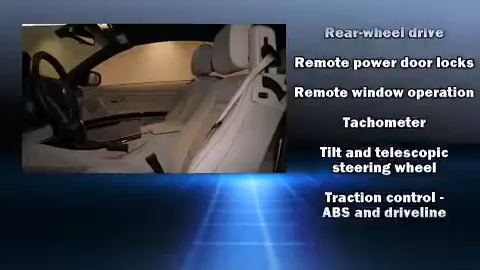 Rear-wheel drive
Remote power door locks
Remote window operation
Tachometer
Tilt and telescopic
steering wheel
Traction control -
ABS and driveline